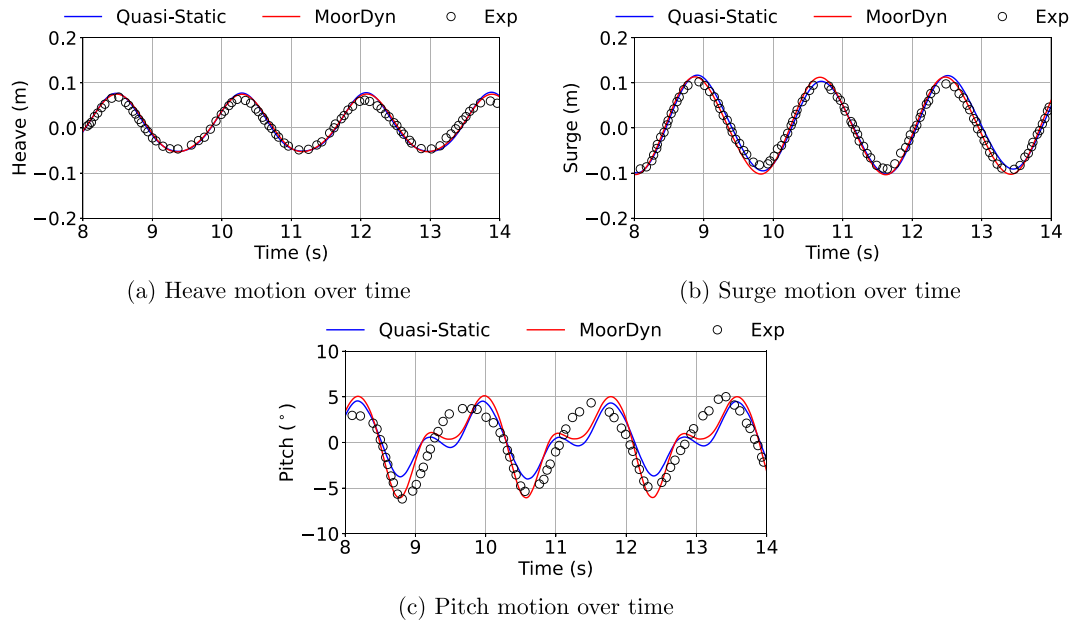 Quasi-Static MoorDyn Exp
0.2
0.1
0.0
−0.1
−0.2
Heave (m)
8 9 10 11 12 13 14
Time (s)
(a) Heave motion over time
Quasi-Static MoorDyn Exp
0.2
0.1
0.0
−0.1
−0.2
Surge (m)
8 9 10 11 12 13 14
Time (s)
(b) Surge motion over time
Quasi-Static MoorDyn Exp
10
5
0
−5
−10
Pitch (°)
8 9 10 11 12 13 14
Time (s)
(c) Pitch motion over time